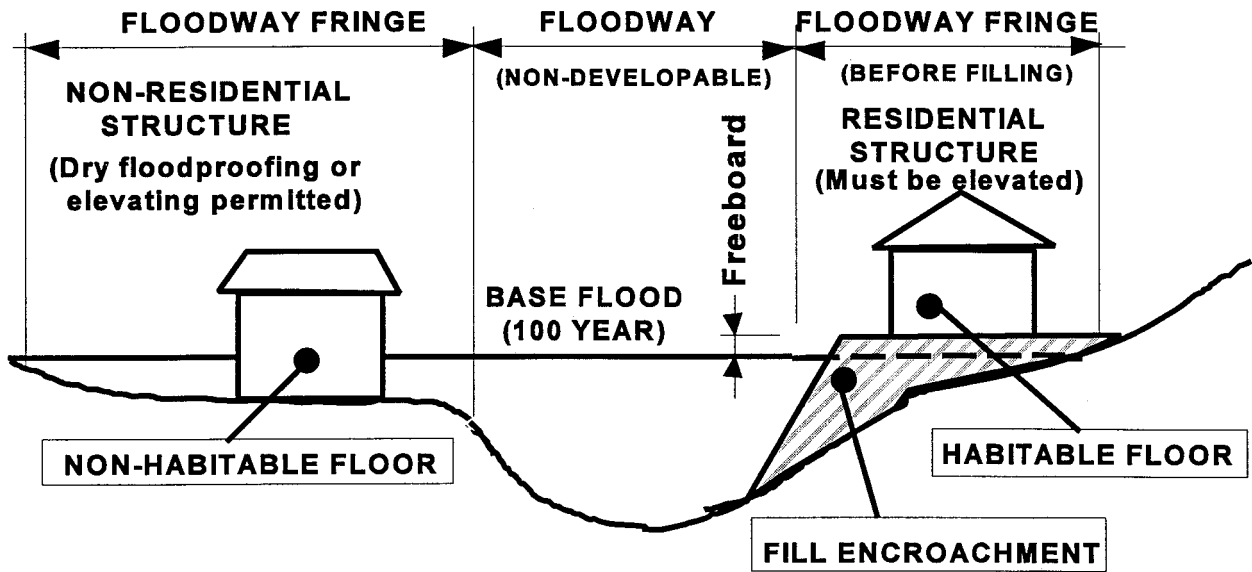 FLOODWAY FRINGE
FLOODWAY
FLOODWAY FRINGE
(NON-DEVELOPABLE)
(BEFORE FILLING)
NON-RESIDENTIAL
STRUCTURE
(Dry floodproofing or
elevating permitted)
Freeboard
RESIDENTIAL
STRUCTURE
(Must be elevated)
BASE FLOOD
(100 YEAR)
NON-HABITABLE FLOOR
HABITABLE FLOOR
FILL ENCROACHMENT